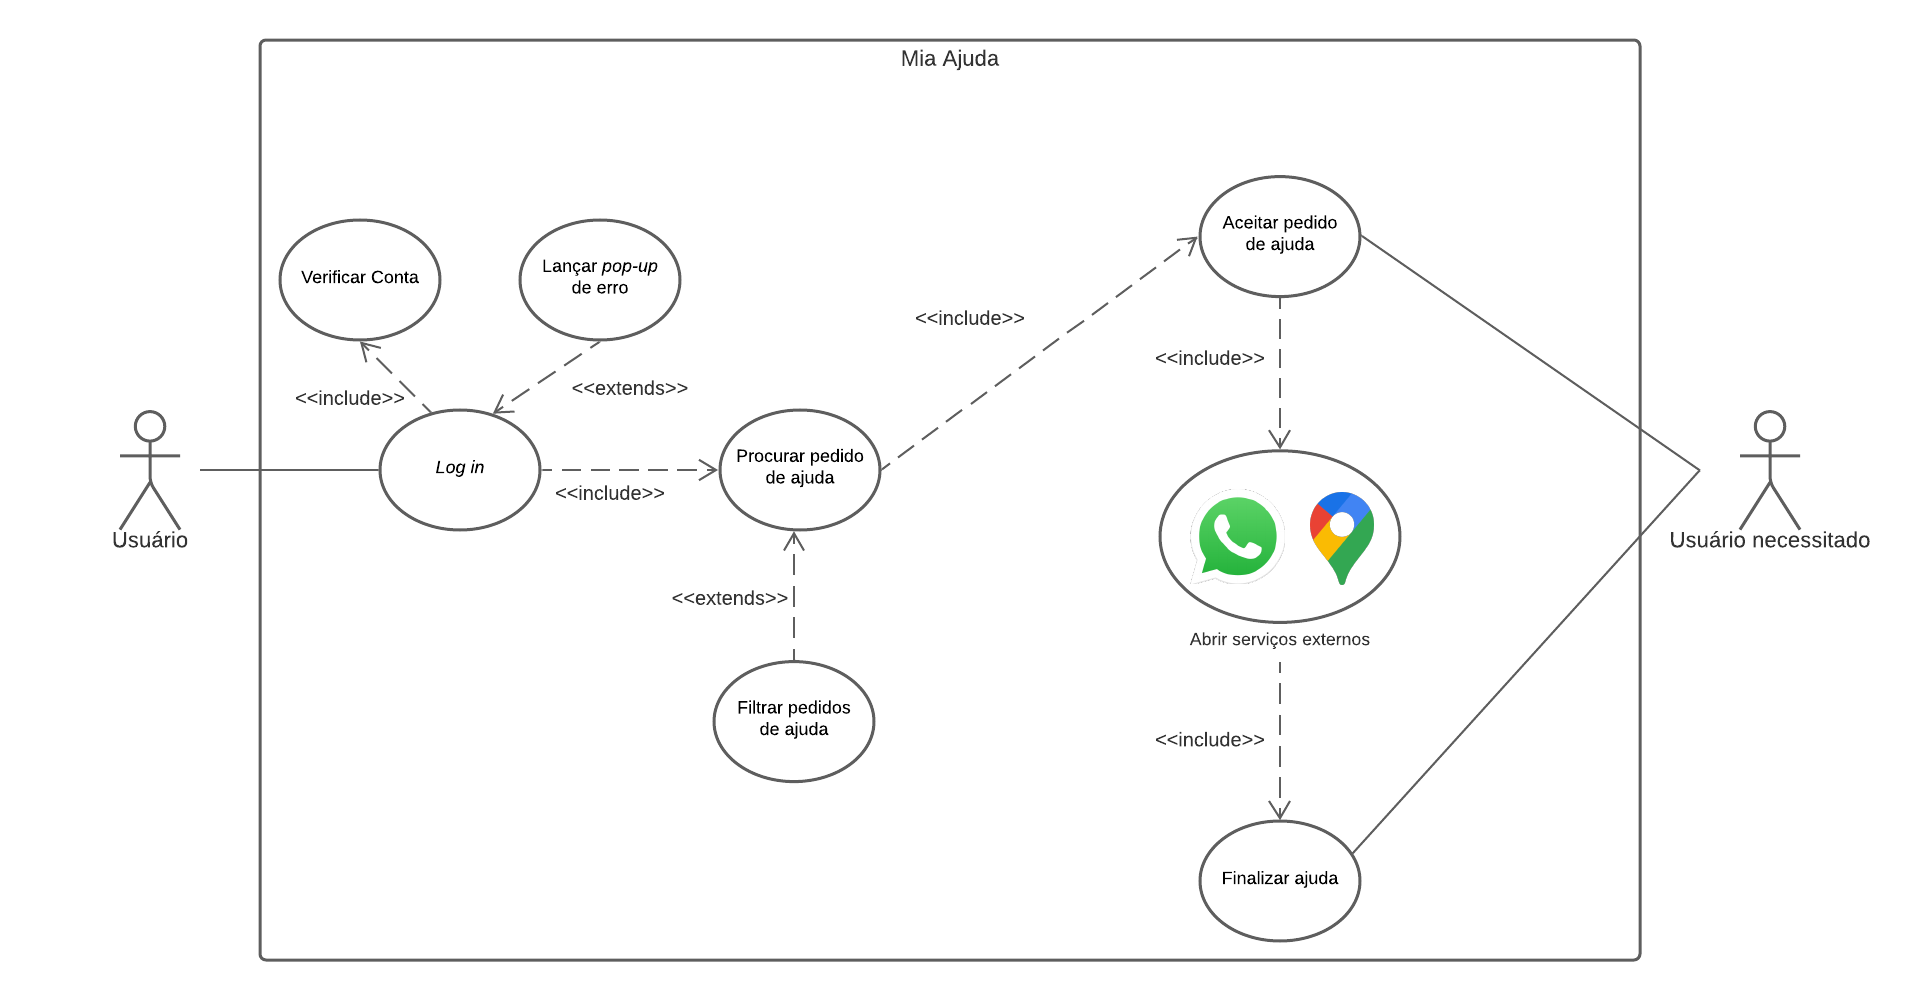 Mia Ajuda
Aceitar pedido
de ajuda
Verificar Conta
Lançar pop-up
de erro
<<include>>
<<include>>
<<include>>
<<extends>>
Log in
Procurar pedido
de ajuda
<<include>>
Usuário
Usuário necessitado
<<extends>>
Abrir serviços externos
Filtrar pedidos
de ajuda
<<include>>
Finalizar ajuda